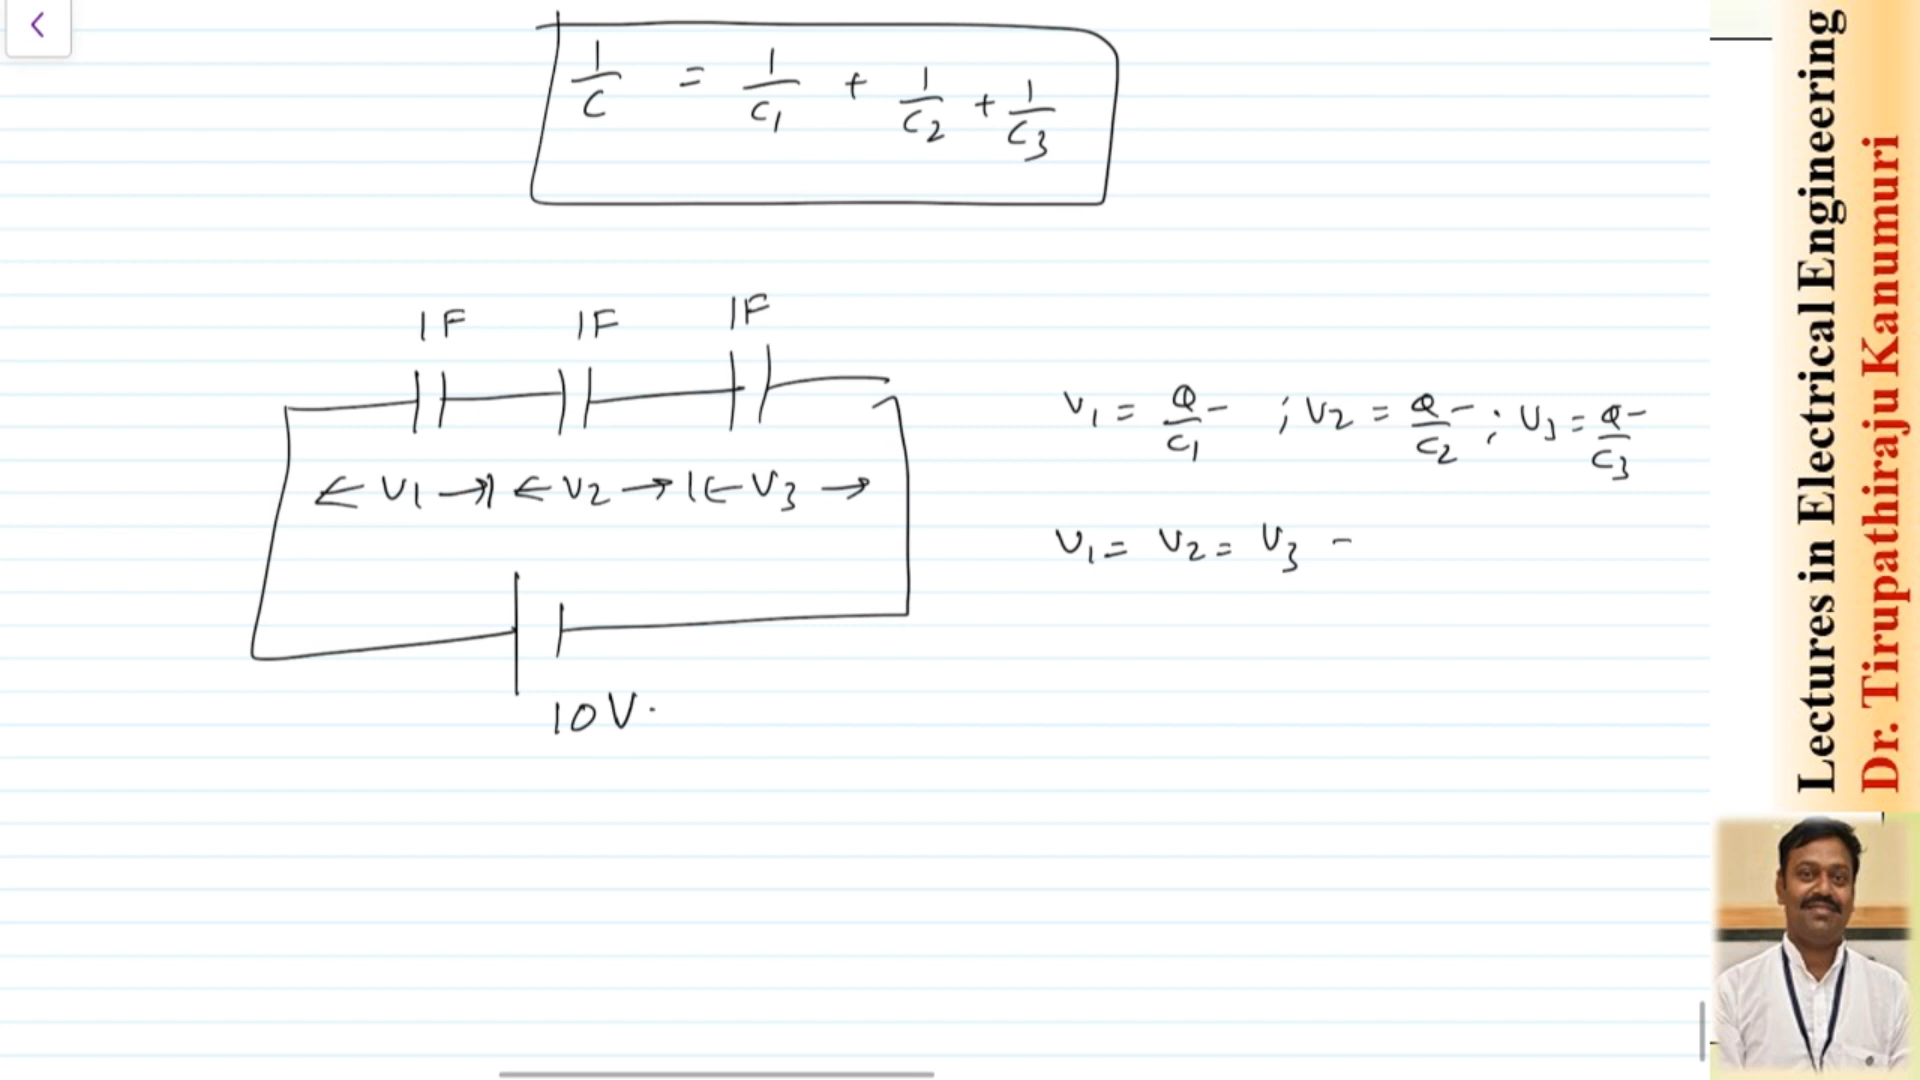 1/C = 1/C1 + 1/C2 + 1/C3
1F 1F 1F
V1 = Q/C1 ; V2 = Q/C2 ; V3 = Q/C3
← V1 →| ← V2 → |← V3 →
V1 = V2 = V3 -
10V.
Lectures in Electrical Engineering
Dr. Tirupathiraju Kanumuri